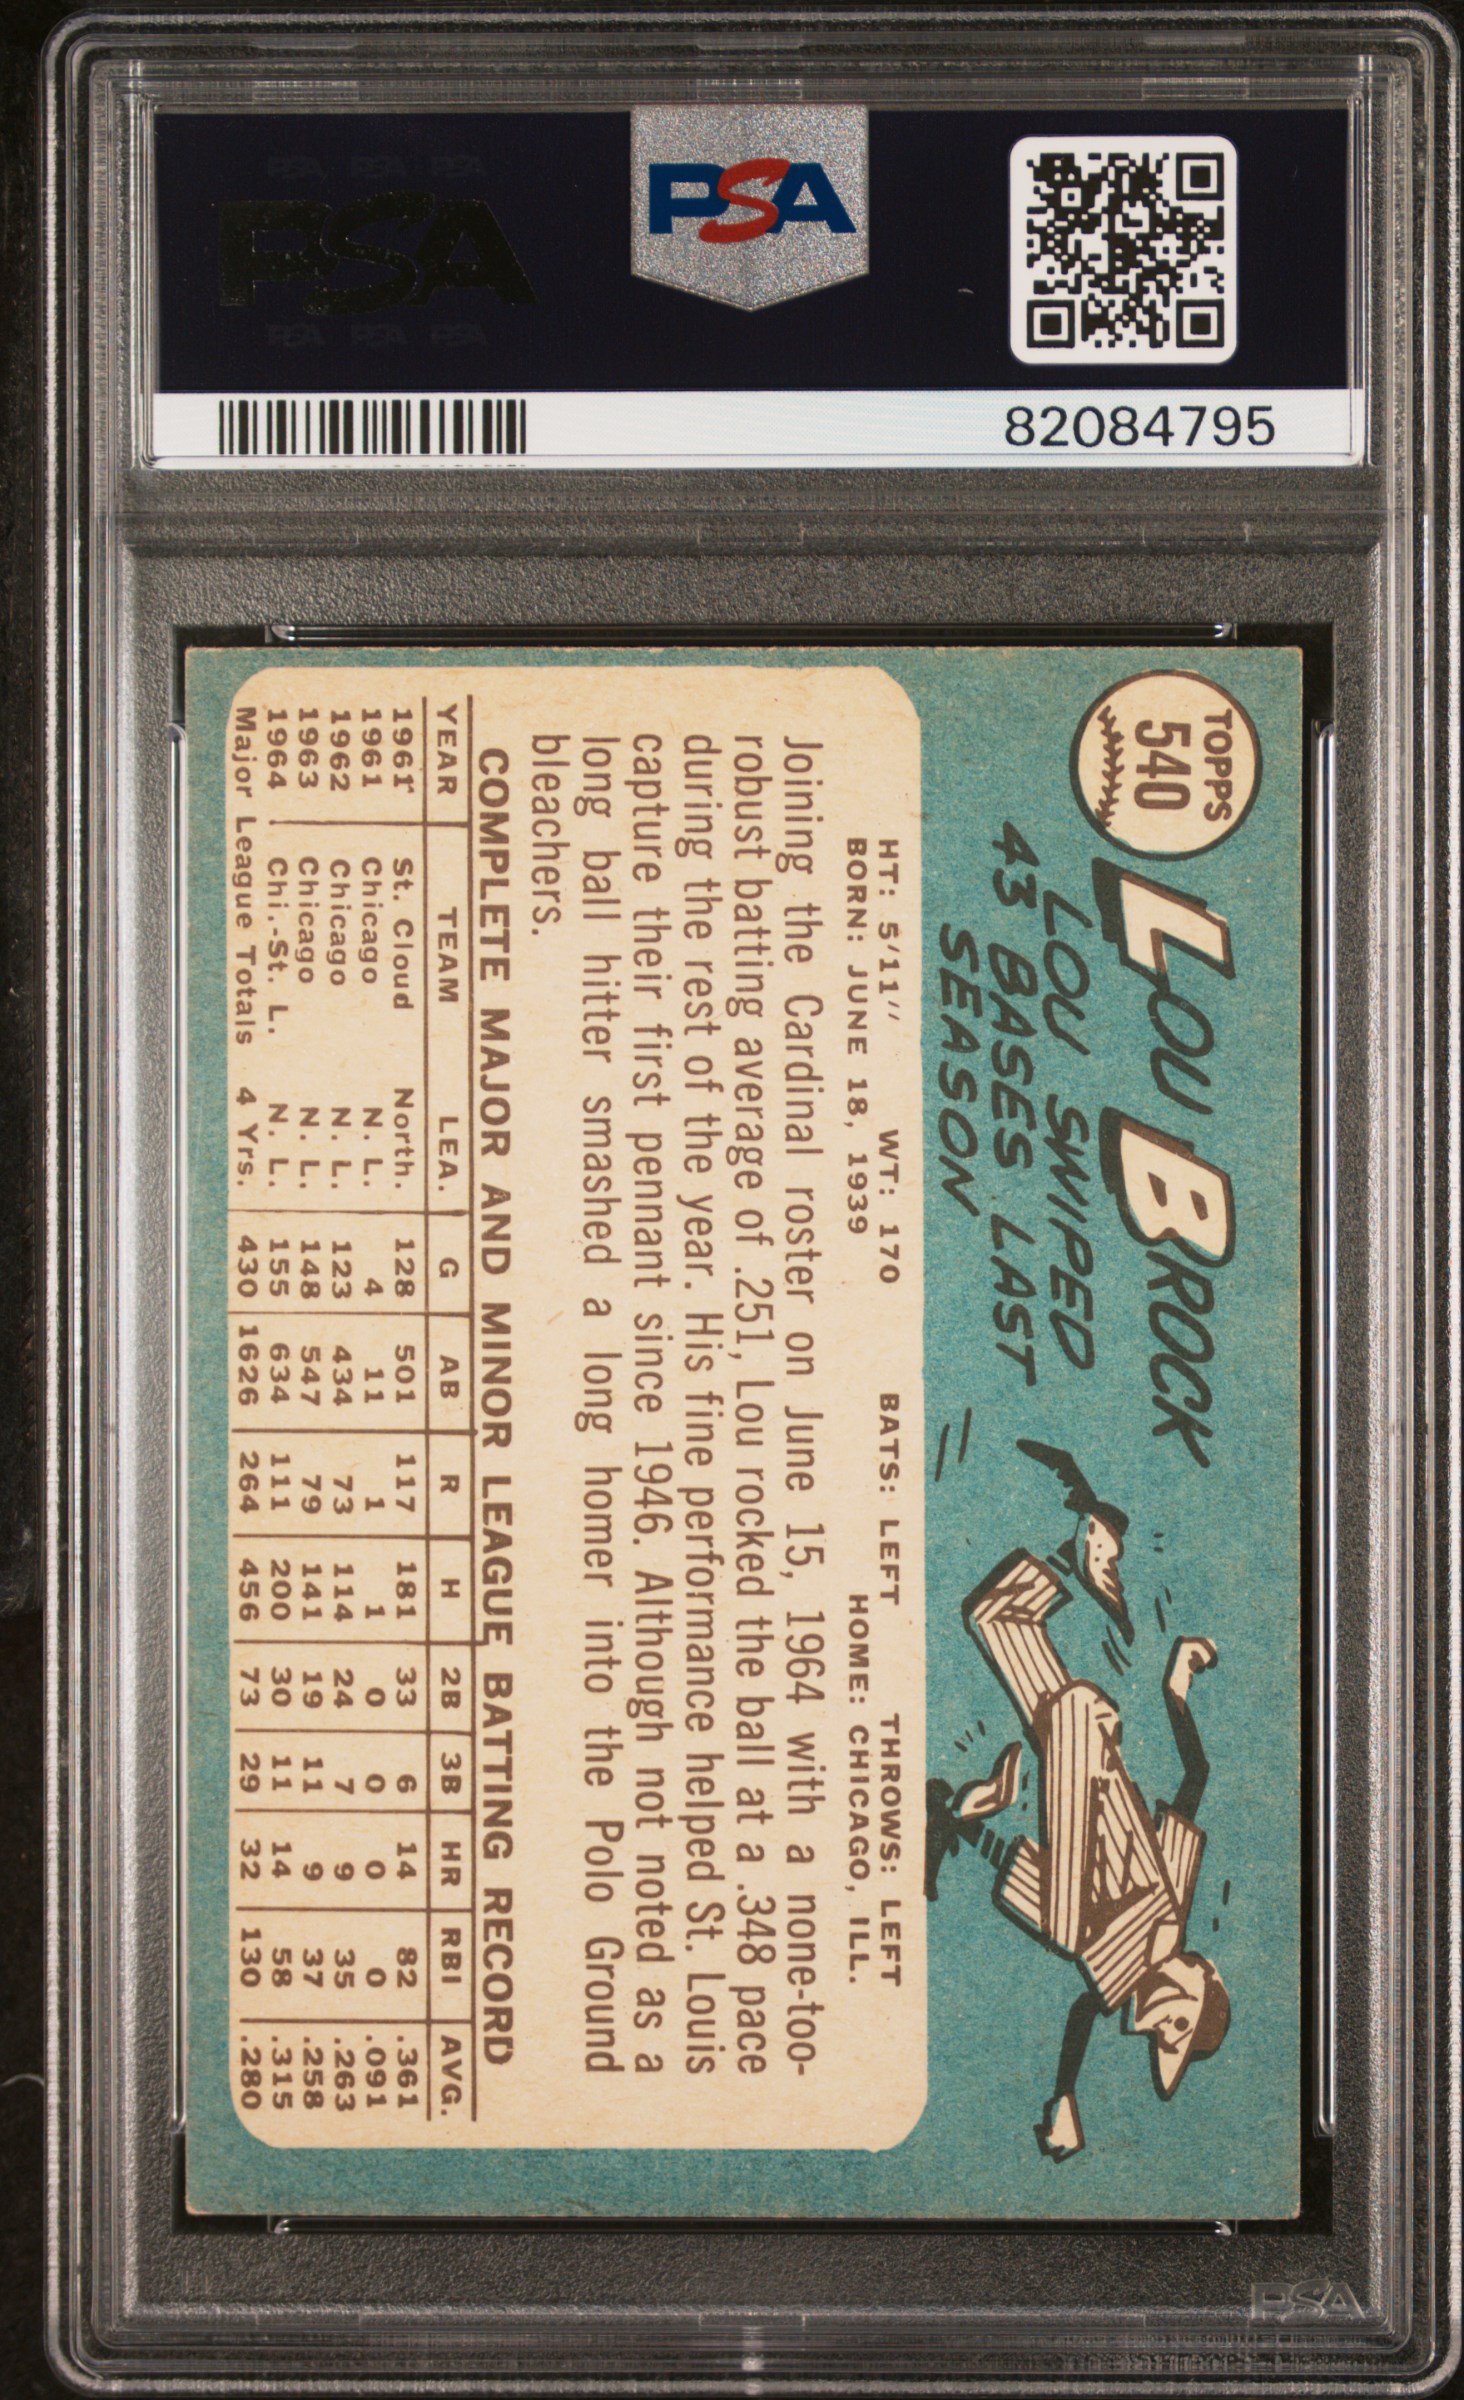 PSA PSA PSA
PSA
PSA PSA PSA
PSA
82084795
TOPPS
540
LOU BROCK
LOU SWIPED
43 BASES LAST
SEASON
HT: 5'11" WT: 170 BATS: LEFT THROWS: LEFT
BORN: JUNE 18, 1939 HOME: CHICAGO, ILL.
Joining the Cardinal roster on June 15, 1964 with a none-too-
robust batting average of .251, Lou rocked the ball at a .348 pace
during the rest of the year. His fine performance helped St. Louis
capture their first pennant since 1946. Although not noted as a
long ball hitter smashed a long homer into the Polo Ground
bleachers.
COMPLETE MAJOR AND MINOR LEAGUE BATTING RECORD
YEAR TEAM LEA. G AB R H 2B 3B HR RBI AVG.
1961 St. Cloud North. 128 501 117 181 33 6 14 82 .361
1961 Chicago N. L. 4 11 1 1 0 0 0 0 .091
1962 Chicago N. L. 123 434 73 114 24 7 9 35 .263
1963 Chicago N. L. 148 547 79 141 19 11 9 37 .258
1964 Chi.-St. L. N. L. 155 634 111 200 30 11 14 58 .315
Major League Totals 4 Yrs. 430 1626 264 456 73 29 32 130 .280
PSA